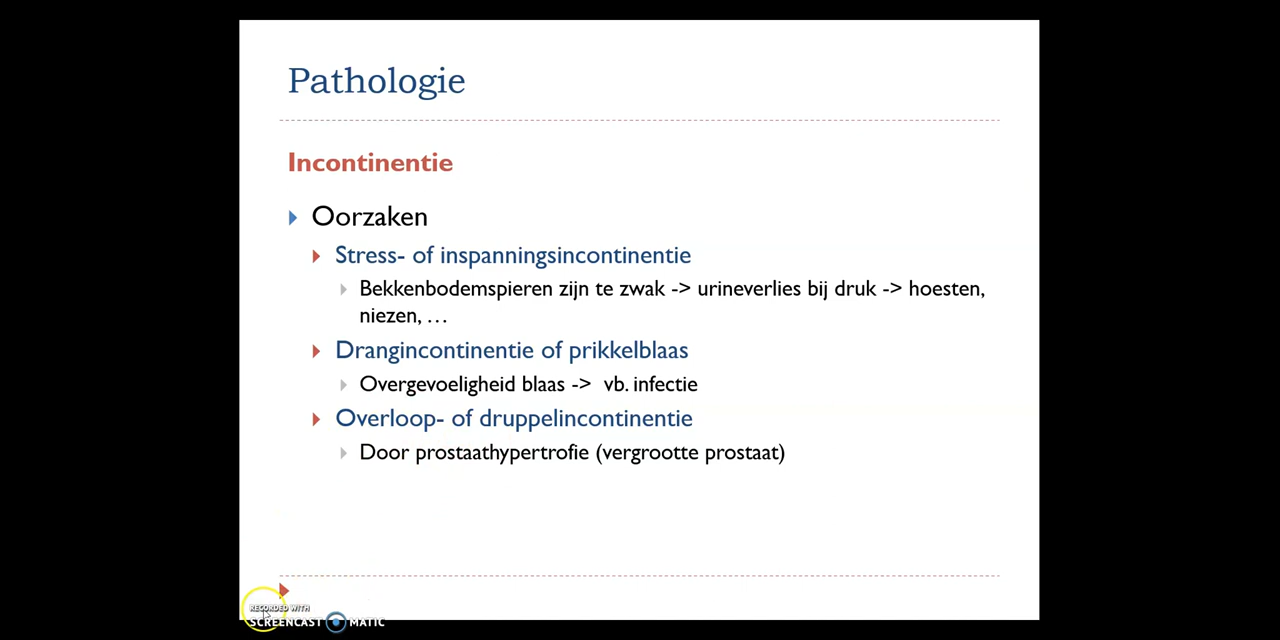 Pathologie
Incontinentie
Oorzaken
Stress- of inspanningsincontinentie
Bekkenbodemspieren zijn te zwak -> urineverlies bij druk -> hoesten,
niezen, …
Drangincontinentie of prikkelblaas
Overgevoeligheid blaas -> vb. infectie
Overloop- of druppelincontinentie
Door prostaathypertrofie (vergrootte prostaat)
RECORDED WITH
SCREENCAST MATIC